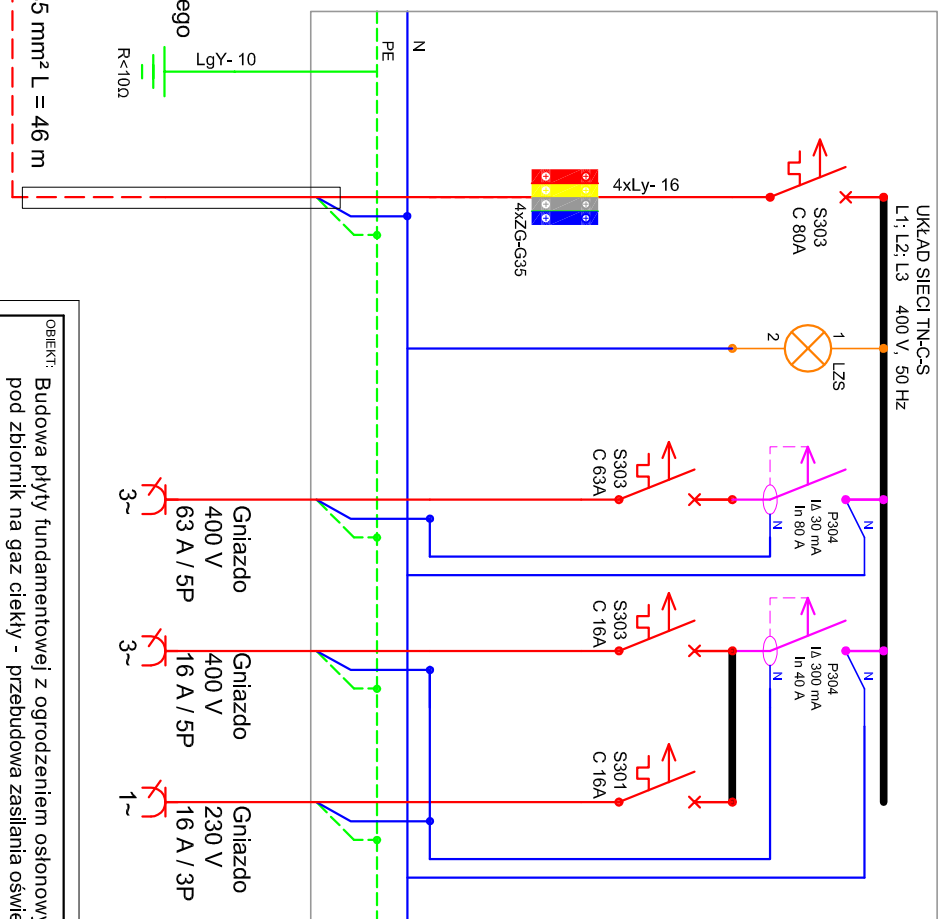 UKŁAD SIECI TN-C-S
L1; L2; L3 400 V, 50 Hz
S303
C 80A
4xLy- 16
4xZG-G35
1
2
LZS
P304
I∆ 30 mA
In 80 A
N
N
S303
C 63A
P304
I∆ 300 mA
In 40 A
N
N
S303
C 16A
S301
C 16A
N
PE
LgY- 10
R<10Ω
ego
5 mm² L = 46 m
Gniazdo
400 V
63 A / 5P
3~
Gniazdo
400 V
16 A / 5P
3~
Gniazdo
230 V
16 A / 3P
1~
OBIEKT:
Budowa płyty fundamentowej z ogrodzeniem osłonowy
pod zbiornik na gaz ciekły - przebudowa zasilania oświe